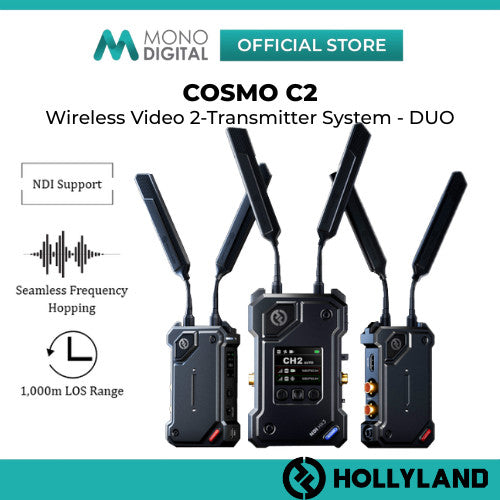 MONO
DIGITAL
OFFICIAL STORE
COSMO C2
Wireless Video 2-Transmitter System - DUO
NDI Support
Seamless Frequency
Hopping
1,000m LOS Range
CH2 AUTO
HOLLYLAND